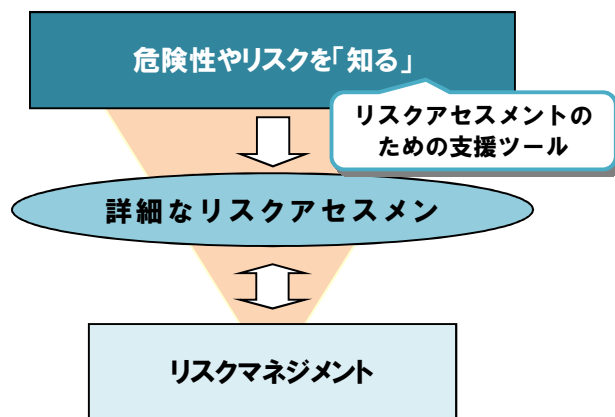 危険性やリスクを「知る」
リスクアセスメントの
ための支援ツール
詳細なリスクアセスメン
リスクマネジメント